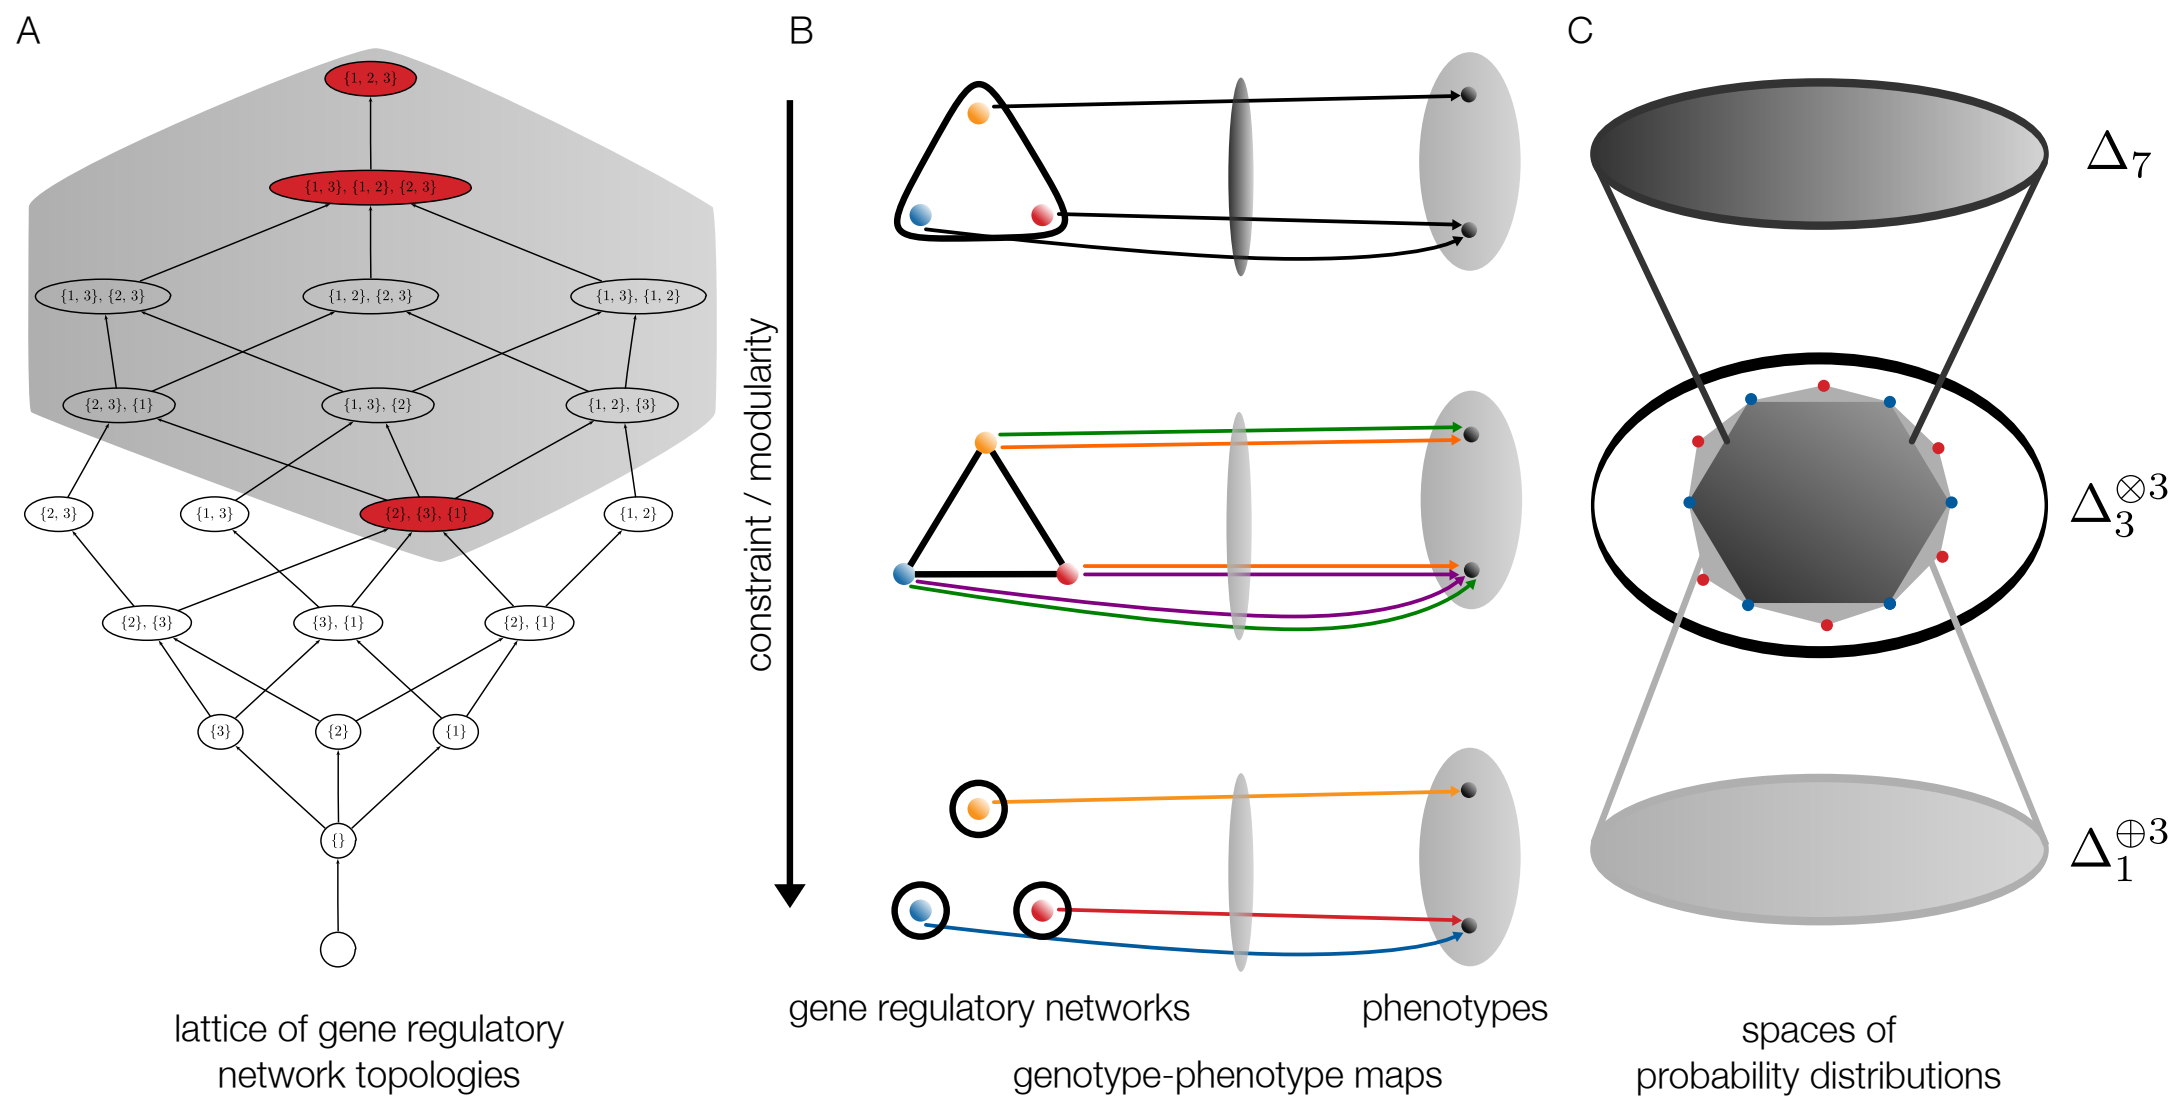 A
{1, 2, 3}
{1, 3}, {1, 2}, {2, 3}
{1, 3}, {2, 3}
{1, 2}, {2, 3}
{1, 3}, {1, 2}
{2, 3}, {1}
{1, 3}, {2}
{1, 2}, {3}
{2, 3}
{1, 3}
{2}, {3}, {1}
{1, 2}
{2}, {3}
{3}, {1}
{2}, {1}
{3}
{2}
{1}
{}
lattice of gene regulatory
network topologies
constraint / modularity
B
gene regulatory networks
phenotypes
genotype-phenotype maps
C
Δ₇
Δ₃^⊗3
Δ₁^⊕3
spaces of
probability distributions